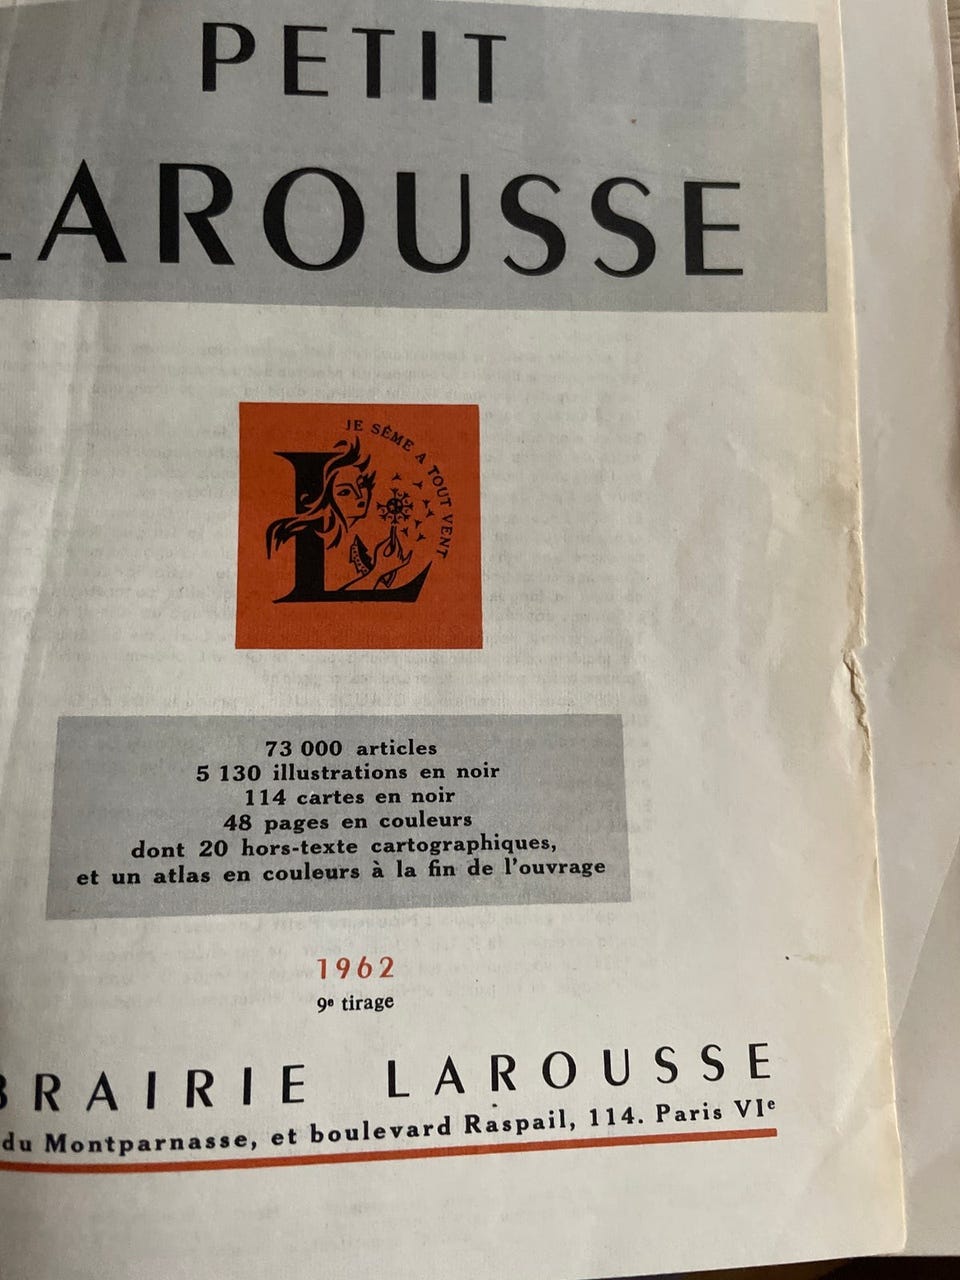 PETIT
LAROUSSE
JE SÈME A TOUT VENT
73 000 articles
5 130 illustrations en noir
114 cartes en noir
48 pages en couleurs
dont 20 hors-texte cartographiques,
et un atlas en couleurs à la fin de l'ouvrage
1962
9e tirage
BRAIRIE LAROUSSE
du Montparnasse, et boulevard Raspail, 114. Paris VIe